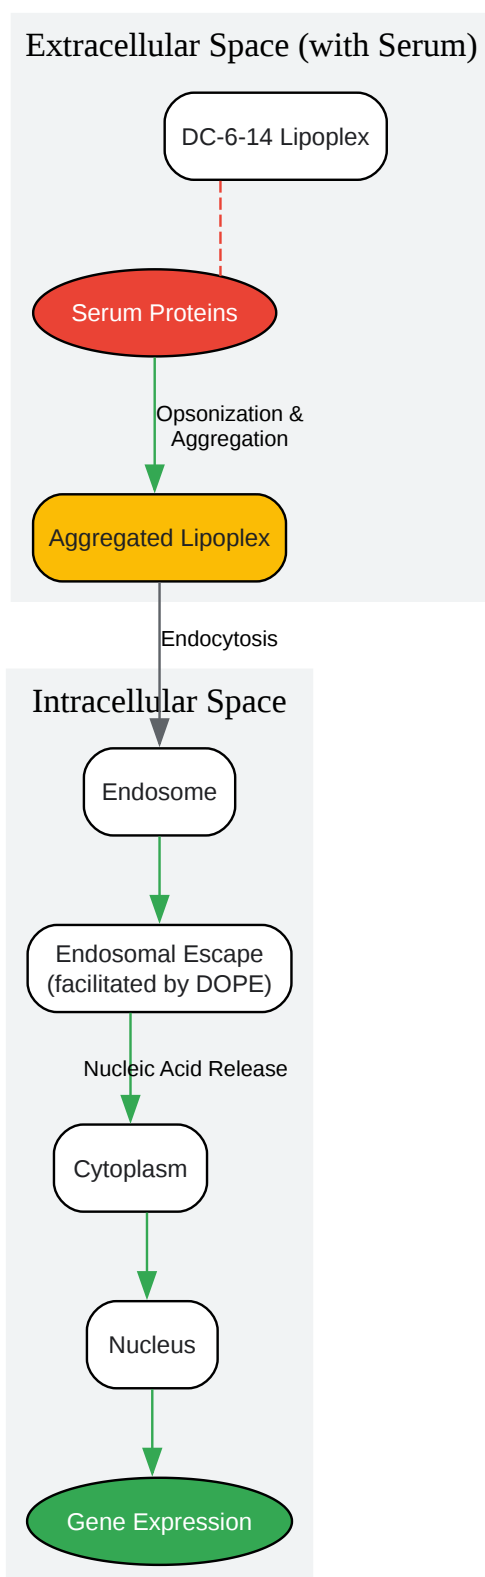 Extracellular Space (with Serum)
DC-6-14 Lipoplex
Serum Proteins
Opsonization &
Aggregation
Aggregated Lipoplex
Endocytosis
Intracellular Space
Endosome
Endosomal Escape
(facilitated by DOPE)
Nucleic Acid Release
Cytoplasm
Nucleus
Gene Expression